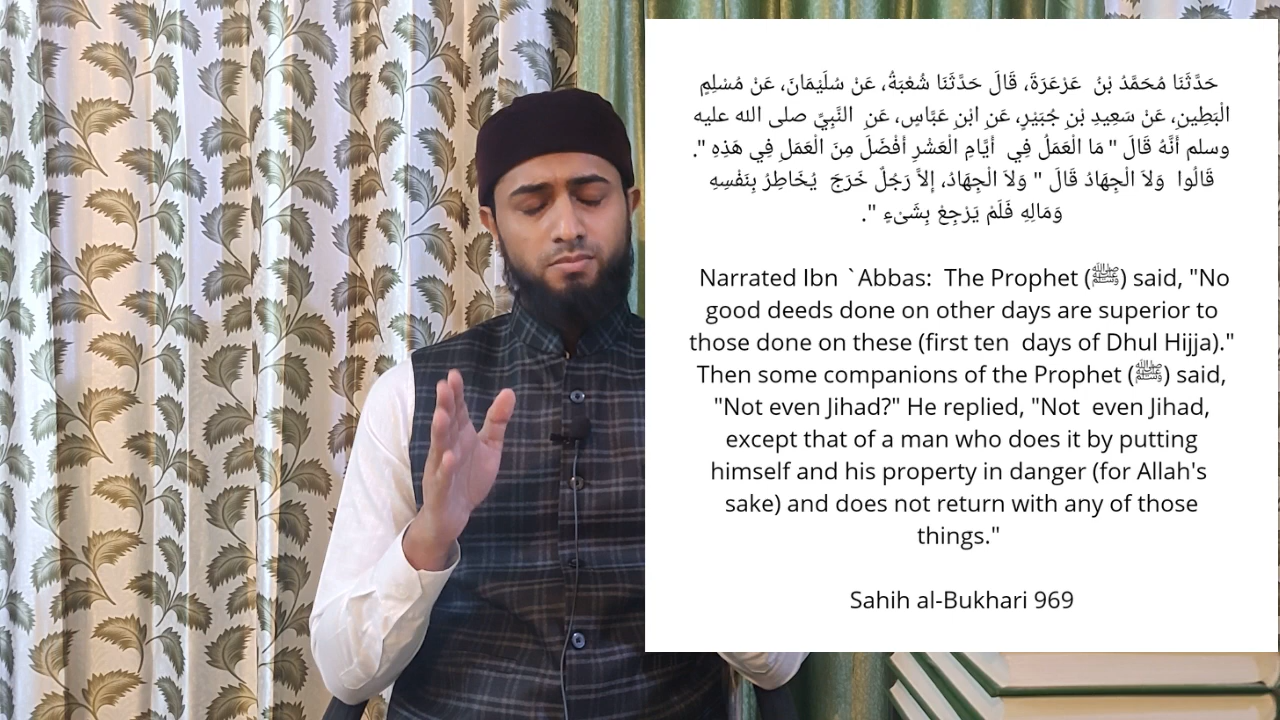 حَدَّثَنَا مُحَمَّدُ بْنُ عَرْعَرَةَ، قَالَ حَدَّثَنَا شُعْبَةُ، عَنْ سُلَيْمَانَ، عَنْ مُسْلِمٍ
الْبَطِينِ، عَنْ سَعِيدِ بْنِ جُبَيْرٍ، عَنِ ابْنِ عَبَّاسٍ، عَنِ النَّبِيِّ صلى الله عليه
وسلم أَنَّهُ قَالَ " مَا الْعَمَلُ فِي أَيَّامِ الْعَشْرِ أَفْضَلَ مِنَ الْعَمَلِ فِي هَذِهِ ".
قَالُوا وَلاَ الْجِهَادُ قَالَ " وَلاَ الْجِهَادُ، إِلاَّ رَجُلٌ خَرَجَ يُخَاطِرُ بِنَفْسِهِ
وَمَالِهِ فَلَمْ يَرْجِعْ بِشَىْءٍ ".
Narrated Ibn `Abbas: The Prophet (ﷺ) said, "No
good deeds done on other days are superior to
those done on these (first ten days of Dhul Hijja)."
Then some companions of the Prophet (ﷺ) said,
"Not even Jihad?" He replied, "Not even Jihad,
except that of a man who does it by putting
himself and his property in danger (for Allah's
sake) and does not return with any of those
things."
Sahih al-Bukhari 969